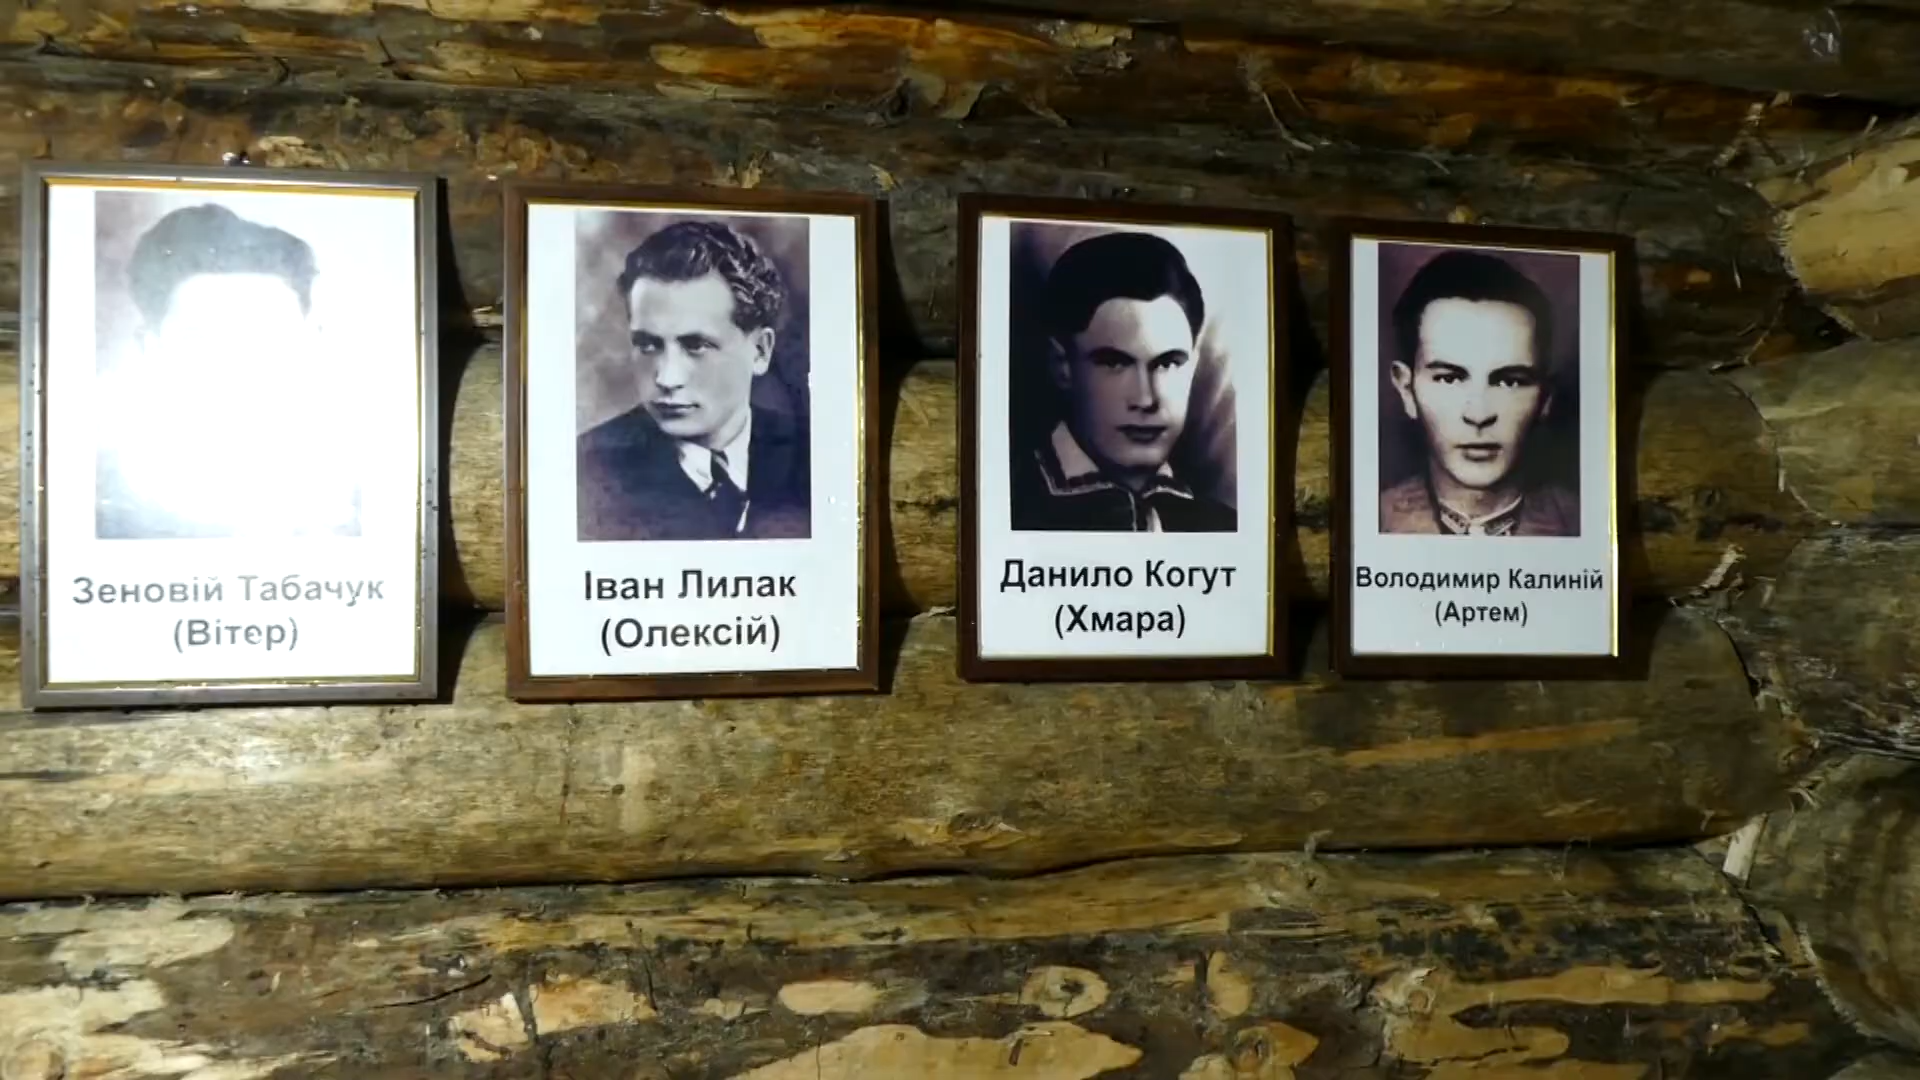 Зеновій Табачук
(Вітер)
Іван Лилак
(Олексій)
Данило Когут
(Хмара)
Володимир Калиній
(Артем)